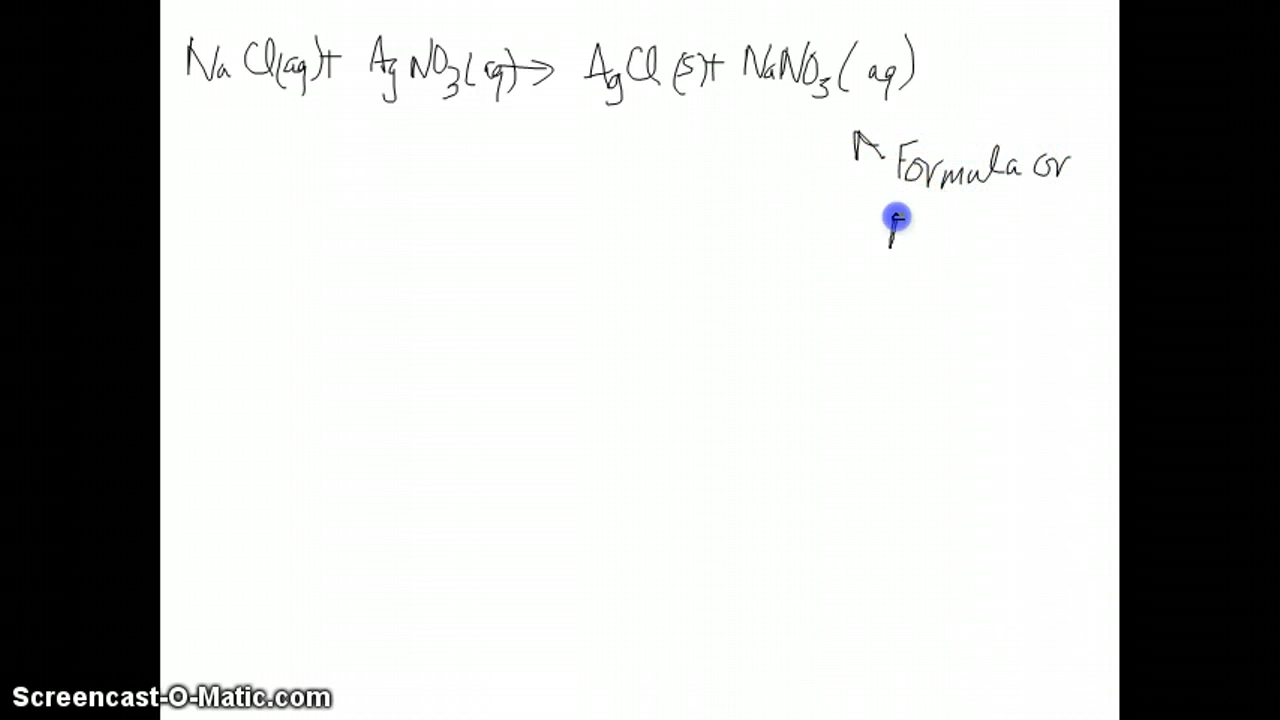 NaCl(aq) + AgNO3(aq) → AgCl(s) + NaNO3(aq)
Formula or
Screencast-O-Matic.com